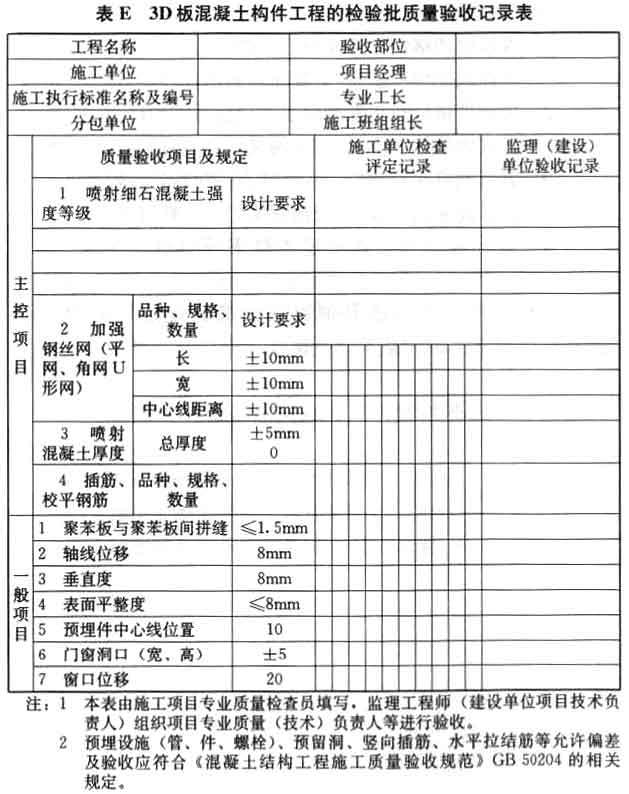 表 E 3D 板混凝土构件工程的检验批质量验收记录表
工程名称 验收部位
施工单位 项目经理
施工执行标准名称及编号 专业工长
分包单位 施工班组组长
质量验收项目及规定 施工单位检查评定记录 监理（建设）单位验收记录
主控项目
1 喷射细石混凝土强度等级 设计要求
2 加强钢丝网（平网、角网 U 形网） 品种、规格、数量 设计要求
长 ±10mm
宽 ±10mm
中心线距离 ±10mm
3 喷射混凝土厚度 总厚度 ±5mm 0
4 插筋、校平钢筋 品种、规格、数量
一般项目
1 聚苯板与聚苯板间拼缝 ≤1.5mm
2 轴线位移 8mm
3 垂直度 8mm
4 表面平整度 ≤8mm
5 预埋件中心线位置 10
6 门窗洞口（宽、高） ±5
7 窗口位移 20
注：1 本表由施工项目专业质量检查员填写，监理工程师（建设单位项目技术负
责人）组织项目专业质量（技术）负责人等进行验收。
2 预埋设施（管、件、螺栓）、预留洞、竖向插筋、水平拉结筋等允许偏差
及验收应符合《混凝土结构工程施工质量验收规范》GB 50204 的相关
规定。